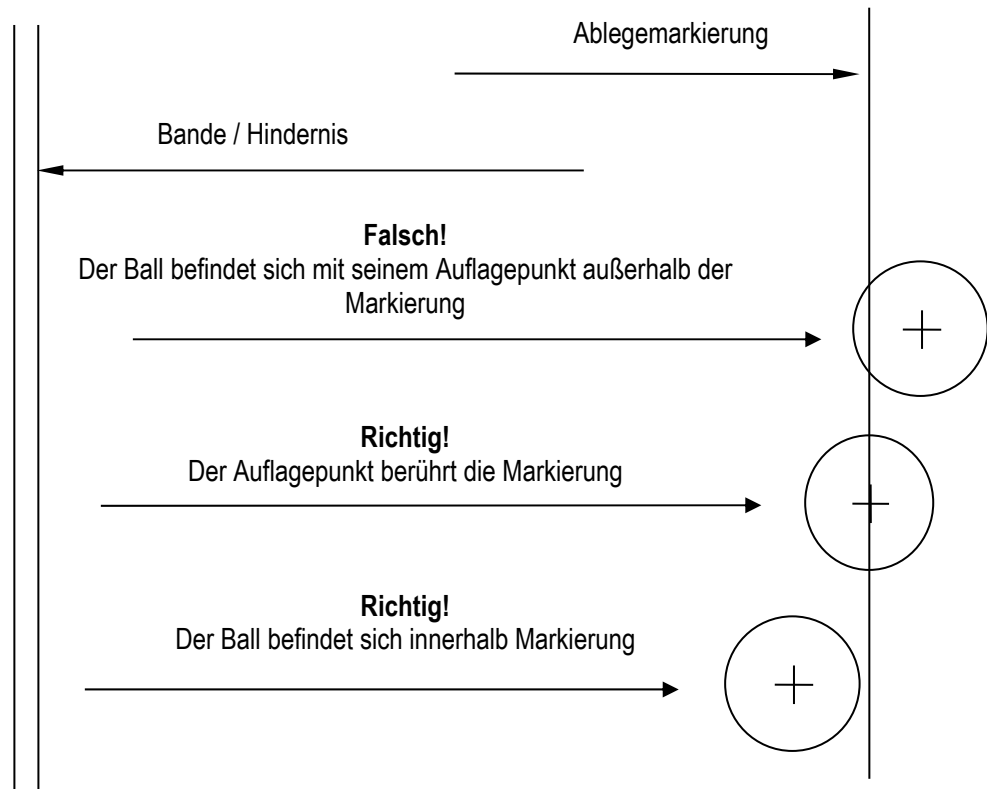 Ablegemarkierung
Bande / Hindernis
Falsch!
Der Ball befindet sich mit seinem Auflagepunkt außerhalb der
Markierung
Richtig!
Der Auflagepunkt berührt die Markierung
Richtig!
Der Ball befindet sich innerhalb Markierung